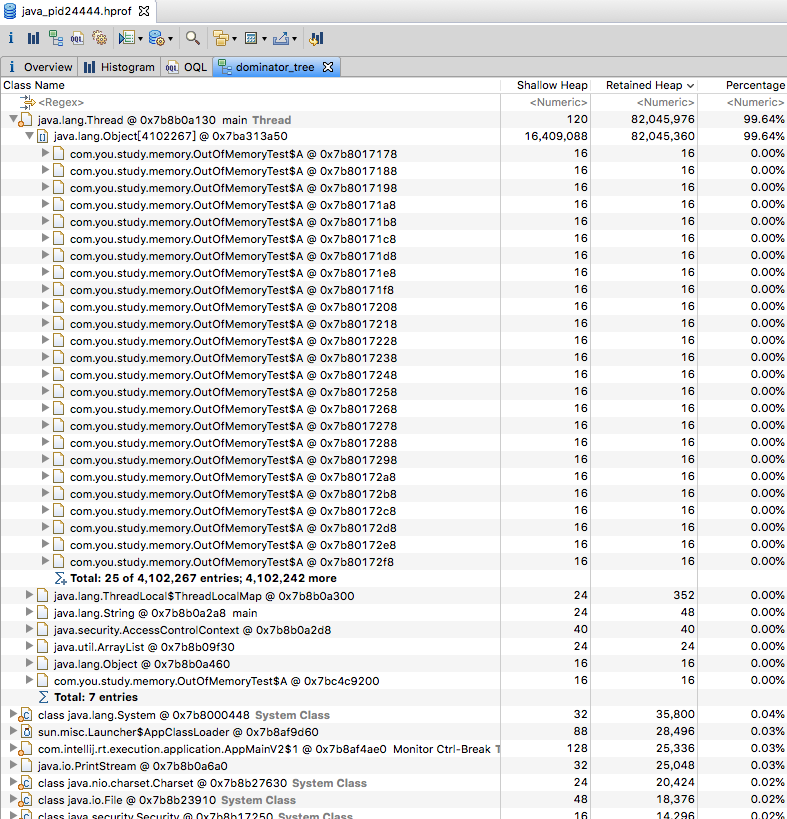 java_pid24444.hprof
i OQL
i Overview Histogram OQL OQL dominator_tree
Class Name Shallow Heap Retained Heap Percentage
<Regex> <Numeric> <Numeric> <Numeric>
java.lang.Thread @ 0x7b8b0a130 main Thread 120 82,045,976 99.64%
java.lang.Object[4102267] @ 0x7ba313a50 16,409,088 82,045,360 99.64%
com.you.study.memory.OutOfMemoryTest$A @ 0x7b8017178 16 16 0.00%
com.you.study.memory.OutOfMemoryTest$A @ 0x7b8017188 16 16 0.00%
com.you.study.memory.OutOfMemoryTest$A @ 0x7b8017198 16 16 0.00%
com.you.study.memory.OutOfMemoryTest$A @ 0x7b80171a8 16 16 0.00%
com.you.study.memory.OutOfMemoryTest$A @ 0x7b80171b8 16 16 0.00%
com.you.study.memory.OutOfMemoryTest$A @ 0x7b80171c8 16 16 0.00%
com.you.study.memory.OutOfMemoryTest$A @ 0x7b80171d8 16 16 0.00%
com.you.study.memory.OutOfMemoryTest$A @ 0x7b80171e8 16 16 0.00%
com.you.study.memory.OutOfMemoryTest$A @ 0x7b80171f8 16 16 0.00%
com.you.study.memory.OutOfMemoryTest$A @ 0x7b8017208 16 16 0.00%
com.you.study.memory.OutOfMemoryTest$A @ 0x7b8017218 16 16 0.00%
com.you.study.memory.OutOfMemoryTest$A @ 0x7b8017228 16 16 0.00%
com.you.study.memory.OutOfMemoryTest$A @ 0x7b8017238 16 16 0.00%
com.you.study.memory.OutOfMemoryTest$A @ 0x7b8017248 16 16 0.00%
com.you.study.memory.OutOfMemoryTest$A @ 0x7b8017258 16 16 0.00%
com.you.study.memory.OutOfMemoryTest$A @ 0x7b8017268 16 16 0.00%
com.you.study.memory.OutOfMemoryTest$A @ 0x7b8017278 16 16 0.00%
com.you.study.memory.OutOfMemoryTest$A @ 0x7b8017288 16 16 0.00%
com.you.study.memory.OutOfMemoryTest$A @ 0x7b8017298 16 16 0.00%
com.you.study.memory.OutOfMemoryTest$A @ 0x7b80172a8 16 16 0.00%
com.you.study.memory.OutOfMemoryTest$A @ 0x7b80172b8 16 16 0.00%
com.you.study.memory.OutOfMemoryTest$A @ 0x7b80172c8 16 16 0.00%
com.you.study.memory.OutOfMemoryTest$A @ 0x7b80172d8 16 16 0.00%
com.you.study.memory.OutOfMemoryTest$A @ 0x7b80172e8 16 16 0.00%
com.you.study.memory.OutOfMemoryTest$A @ 0x7b80172f8 16 16 0.00%
Total: 25 of 4,102,267 entries; 4,102,242 more
java.lang.ThreadLocal$ThreadLocalMap @ 0x7b8b0a300 24 352 0.00%
java.lang.String @ 0x7b8b0a2a8 main 24 48 0.00%
java.security.AccessControlContext @ 0x7b8b0a2d8 40 40 0.00%
java.util.ArrayList @ 0x7b8b09f30 24 24 0.00%
java.lang.Object @ 0x7b8b0a460 16 16 0.00%
com.you.study.memory.OutOfMemoryTest$A @ 0x7bc4c9200 16 16 0.00%
Total: 7 entries
class java.lang.System @ 0x7b8000448 System Class 32 35,800 0.04%
sun.misc.Launcher$AppClassLoader @ 0x7b8af9d60 88 28,496 0.03%
com.intellij.rt.execution.application.AppMainV2$1 @ 0x7b8af4ae0 Monitor Ctrl-Break T 128 25,336 0.03%
java.io.PrintStream @ 0x7b8b0a6a0 32 25,048 0.03%
class java.nio.charset.Charset @ 0x7b8b27630 System Class 24 20,424 0.02%
class java.io.File @ 0x7b8b23910 System Class 48 18,376 0.02%
class java.security.Security @ 0x7b8b17250 System Class 16 14,296 0.02%